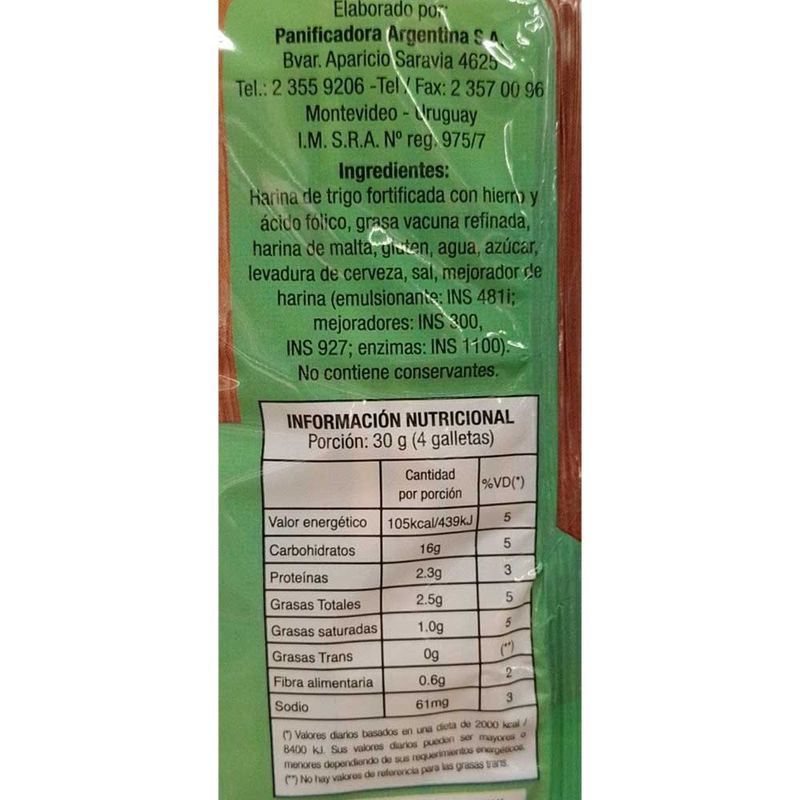 Elaborado por:
Panificadora Argentina S.A.
Bvar. Aparicio Saravia 4625
Tel.: 2 355 9206 -Tel / Fax: 2 357 00 96
Montevideo - Uruguay
I.M. S.R.A. Nº reg. 975/7
Ingredientes:
Harina de trigo fortificada con hierro y
ácido fólico, grasa vacuna refinada,
harina de malta, gluten, agua, azúcar,
levadura de cerveza, sal, mejorador de
harina (emulsionante: INS 481i;
mejoradores: INS 300,
INS 927; enzimas: INS 1100).
No contiene conservantes.
INFORMACIÓN NUTRICIONAL
Porción: 30 g (4 galletas)
Cantidad
por porción %VD(*)
Valor energético 105kcal/439kJ 5
Carbohidratos 16g 5
Proteínas 2.3g 3
Grasas Totales 2.5g 5
Grasas saturadas 1.0g 5
Grasas Trans 0g (**)
Fibra alimentaria 0.6g 2
Sodio 61mg 3
(*) Valores diarios basados en una dieta de 2000 kcal /
8400 kJ. Sus valores diarios pueden ser mayores o
menores dependiendo de sus requerimientos energéticos.
(**) No hay valores de referencia para las grasas trans.